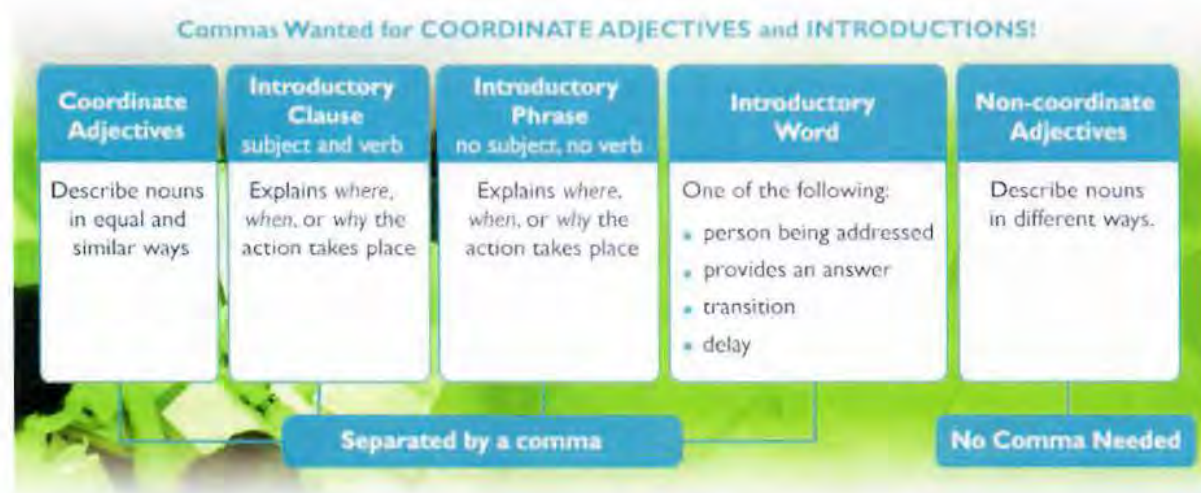 Commas Wanted for COORDINATE ADJECTIVES and INTRODUCTIONS!
Coordinate
Adjectives
Describe nouns
in equal and
similar ways
Introductory
Clause
subject and verb
Explains where,
when, or why the
action takes place
Introductory
Phrase
no subject, no verb
Explains where,
when, or why the
action takes place
Introductory
Word
One of the following:
• person being addressed
• provides an answer
• transition
• delay
Non-coordinate
Adjectives
Describe nouns
in different ways.
Separated by a comma
No Comma Needed